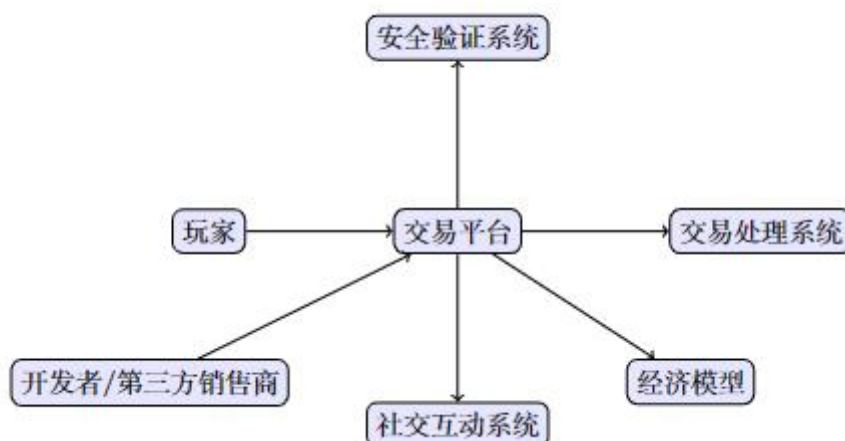 安全验证系统
玩家
交易平台
交易处理系统
开发者/第三方销售商
经济模型
社交互动系统